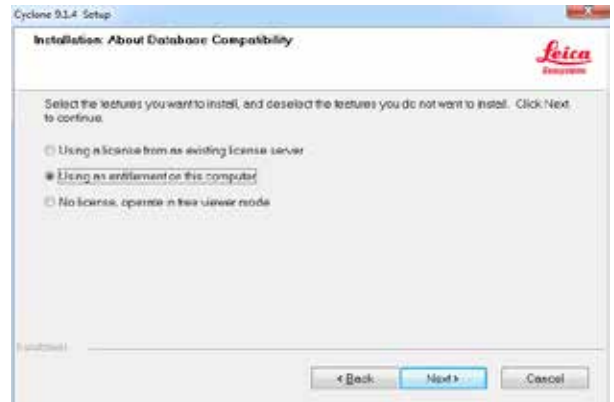 Cyclone 9.1.4 Setup
Installation: About Database Compatibility
Leica
Geosystems
Select the features you want to install, and deselect the features you do not want to install. Click Next
to continue.
Using a license from an existing license server
Using an entitlement on this computer
No license, operate in free viewer mode
InstallShield
< Back
Next >
Cancel